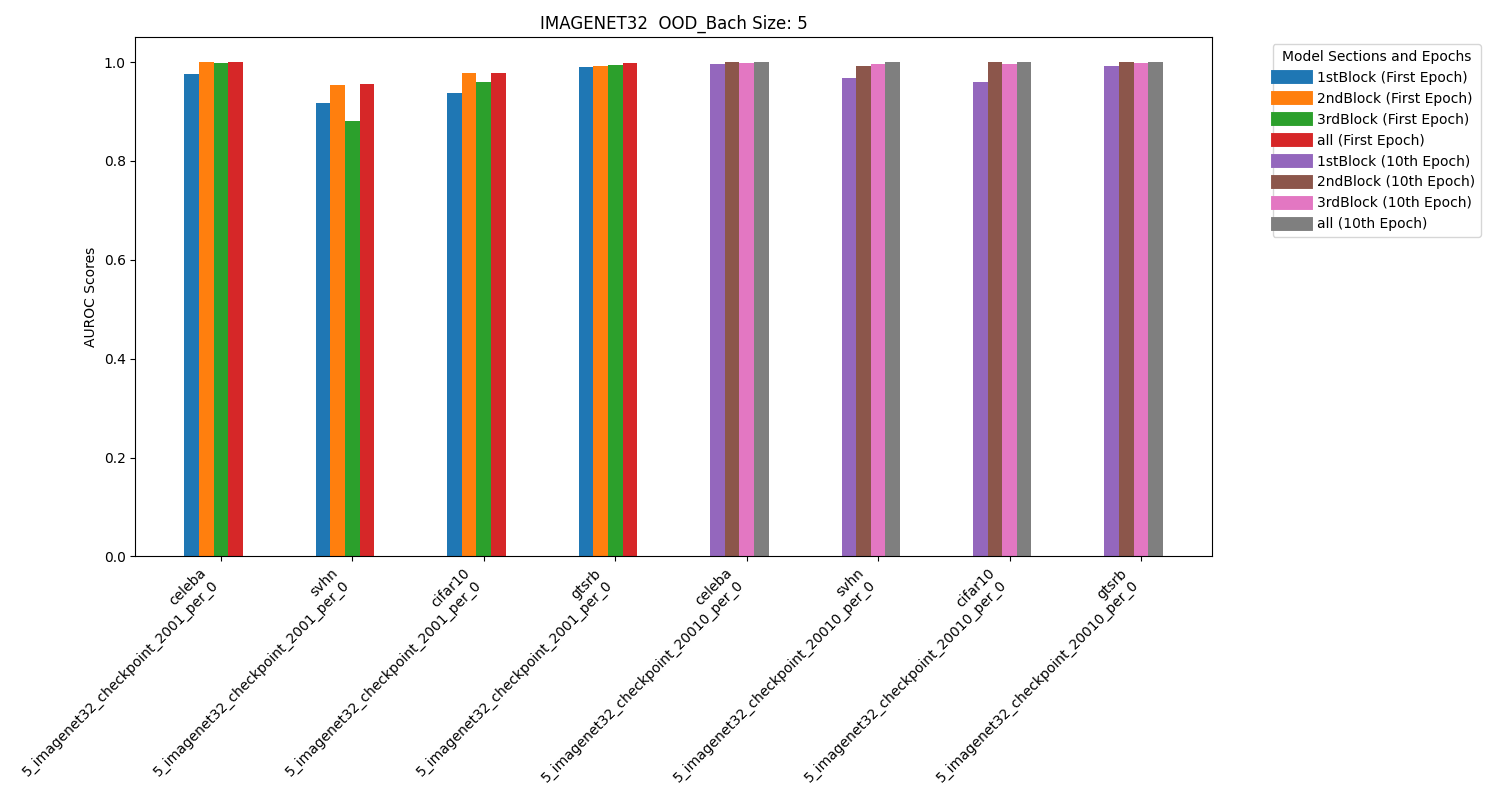 IMAGENET32  OOD_Bach Size: 5
AUROC Scores
1.0
0.8
0.6
0.4
0.2
0.0
celeba
5_imagenet32_checkpoint_2001_per_0
svhn
5_imagenet32_checkpoint_2001_per_0
cifar10
5_imagenet32_checkpoint_2001_per_0
gtsrb
5_imagenet32_checkpoint_2001_per_0
celeba
5_imagenet32_checkpoint_20010_per_0
svhn
5_imagenet32_checkpoint_20010_per_0
cifar10
5_imagenet32_checkpoint_20010_per_0
gtsrb
5_imagenet32_checkpoint_20010_per_0
Model Sections and Epochs
1stBlock (First Epoch)
2ndBlock (First Epoch)
3rdBlock (First Epoch)
all (First Epoch)
1stBlock (10th Epoch)
2ndBlock (10th Epoch)
3rdBlock (10th Epoch)
all (10th Epoch)